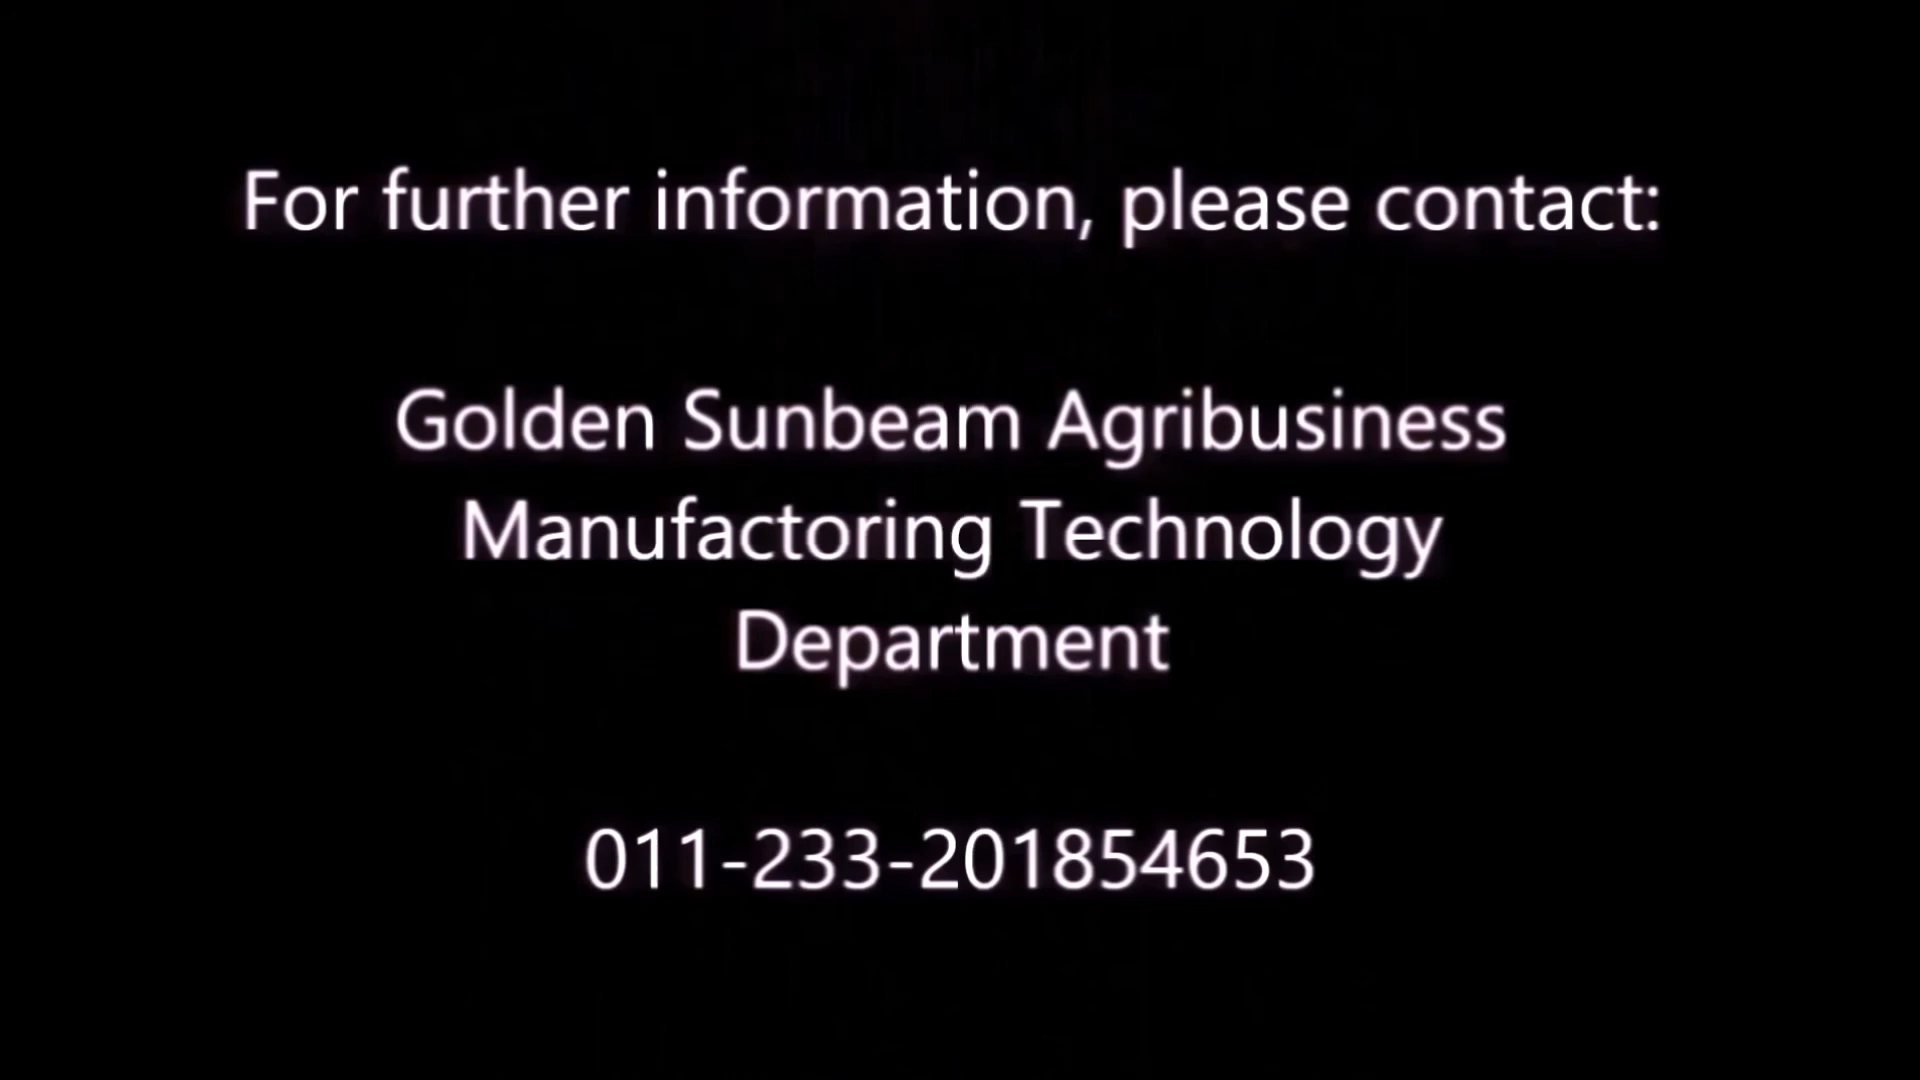 For further information, please contact:
Golden Sunbeam Agribusiness
Manufactoring Technology
Department
011-233-201854653